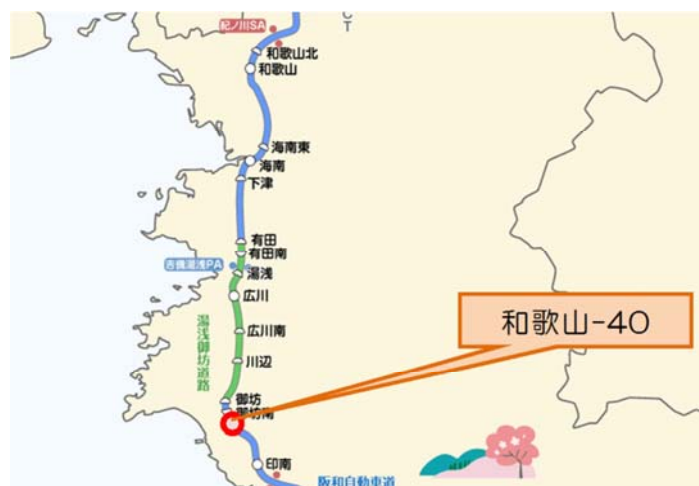 紀ノ川SA
和歌山北
和歌山
海南東
海南
下津
有田
有田南
吉備湯浅PA
湯浅
広川
和歌山-40
湯浅御坊道路
広川南
川辺
御坊
御坊南
印南
阪和自動車道